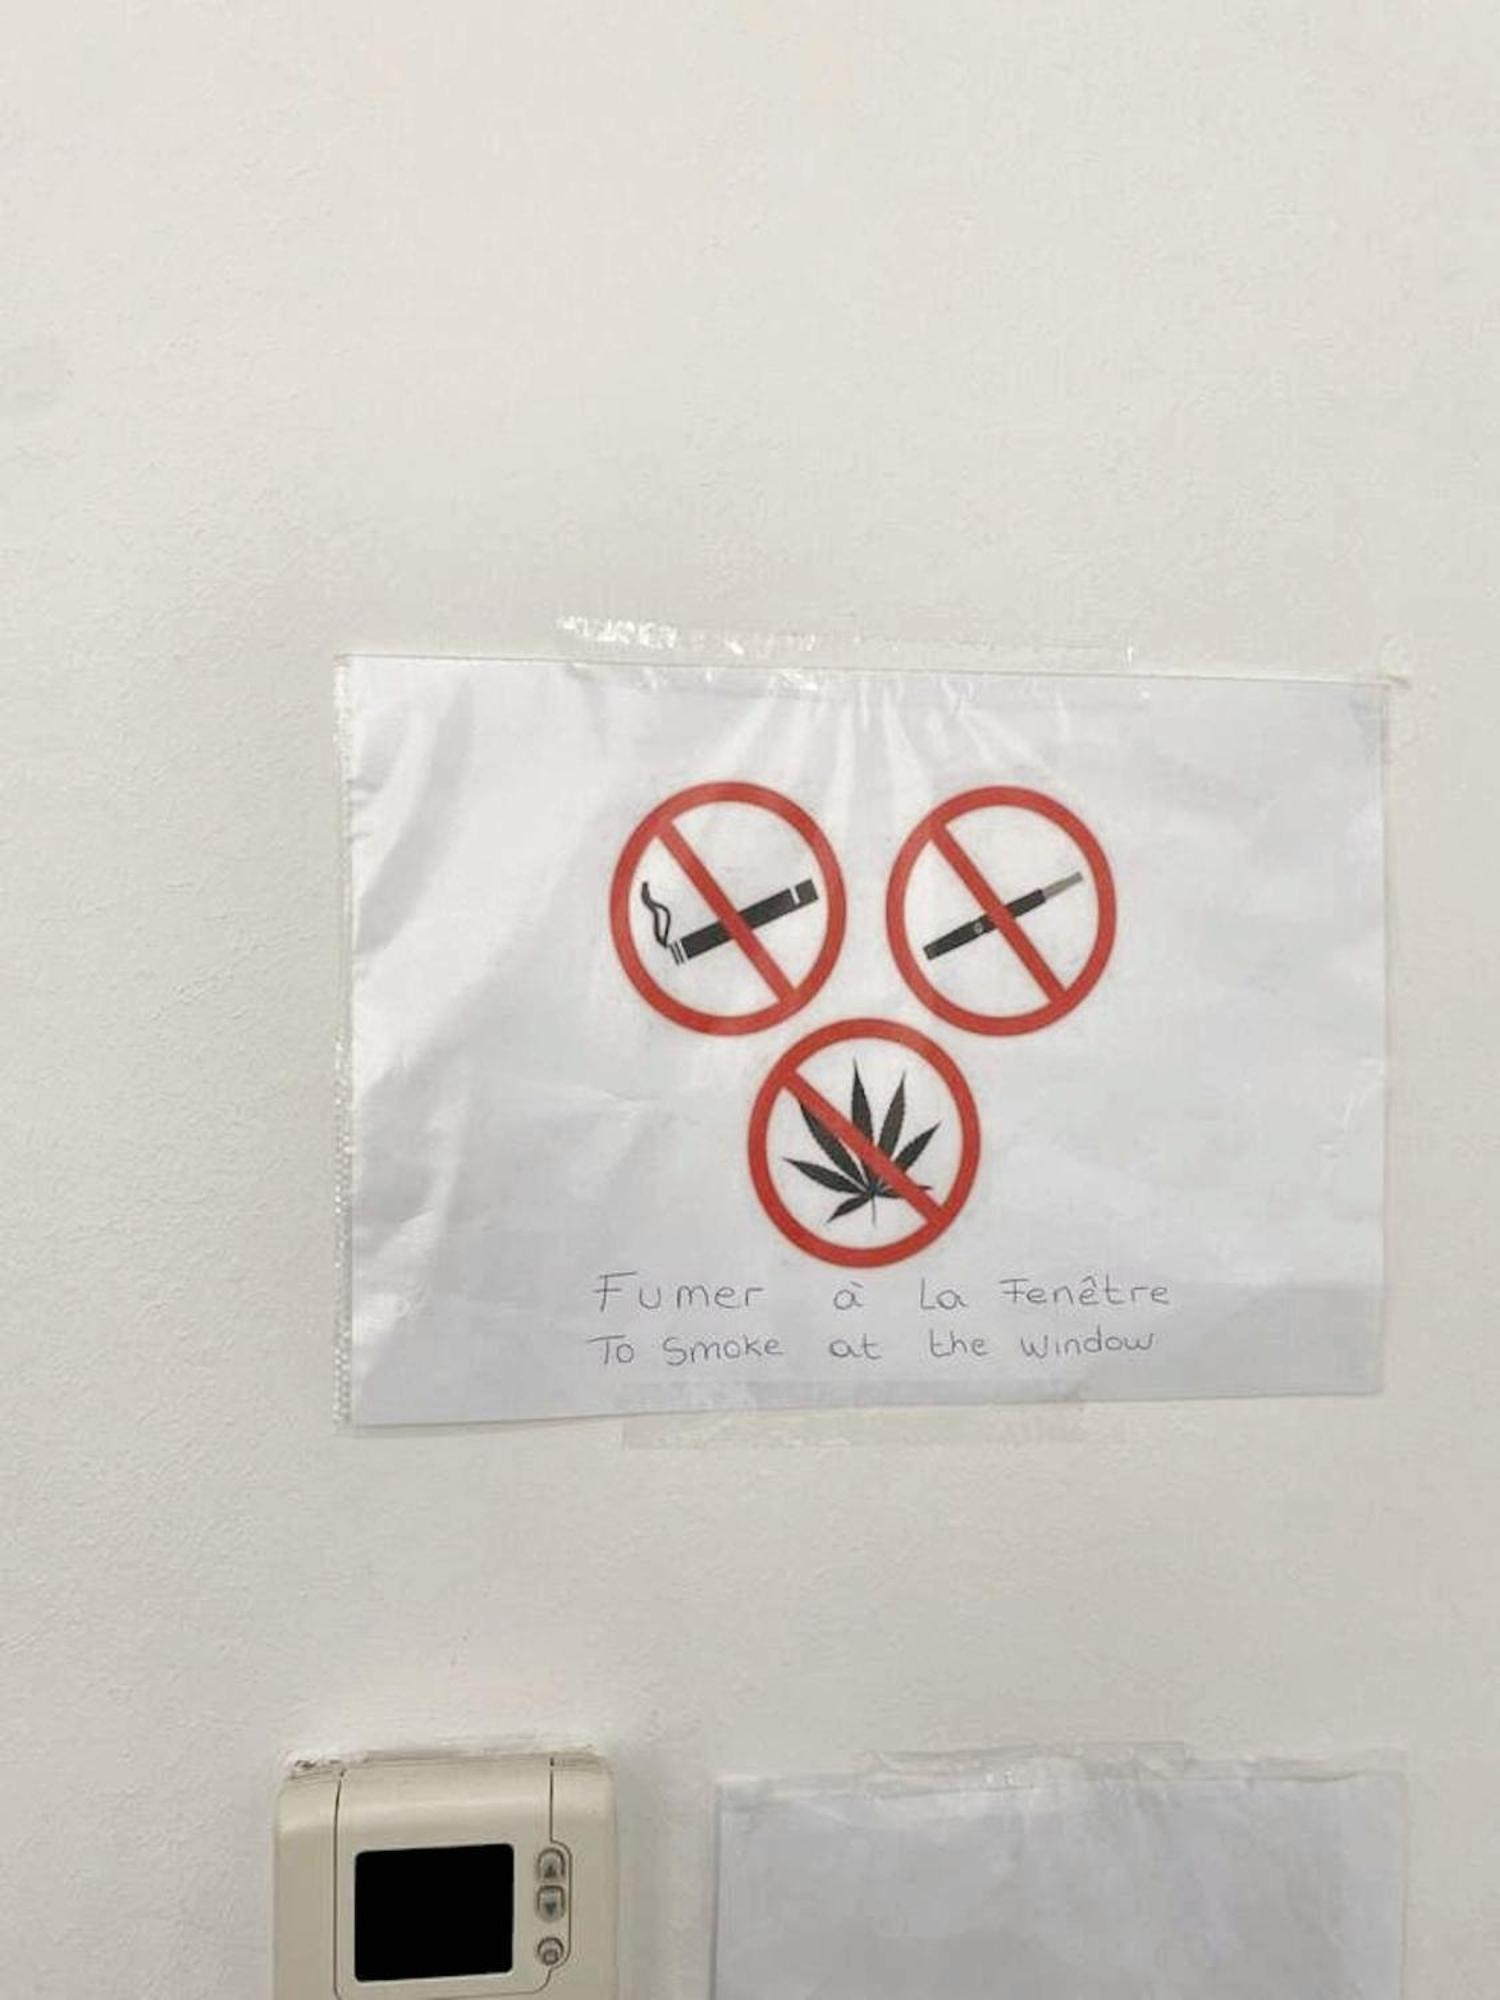 Fumer à La Fenêtre
To Smoke at the window